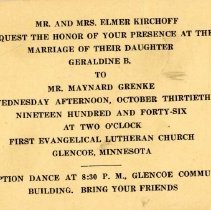 MR. AND MRS. ELMER KIRCHOFF
QUEST THE HONOR OF YOUR PRESENCE AT THE
MARRIAGE OF THEIR DAUGHTER
GERALDINE B.
TO
MR. MAYNARD GRENKE
WEDNESDAY AFTERNOON, OCTOBER THIRTIETH
NINETEEN HUNDRED AND FORTY-SIX
AT TWO O'CLOCK
FIRST EVANGELICAL LUTHERAN CHURCH
GLENCOE, MINNESOTA
PTION DANCE AT 8:30 P. M., GLENCOE COMMU
BUILDING. BRING YOUR FRIENDS